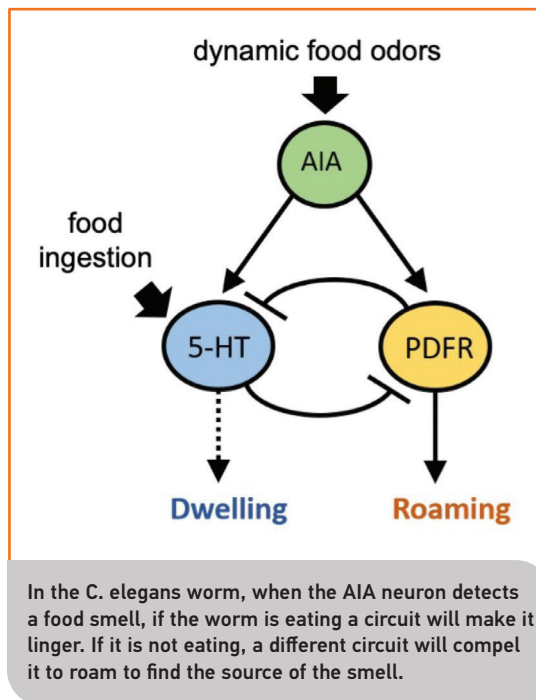 dynamic food odors
AIA
food
ingestion
5-HT
PDFR
Dwelling
Roaming
In the C. elegans worm, when the AIA neuron detects
a food smell, if the worm is eating a circuit will make it
linger. If it is not eating, a different circuit will compel
it to roam to find the source of the smell.